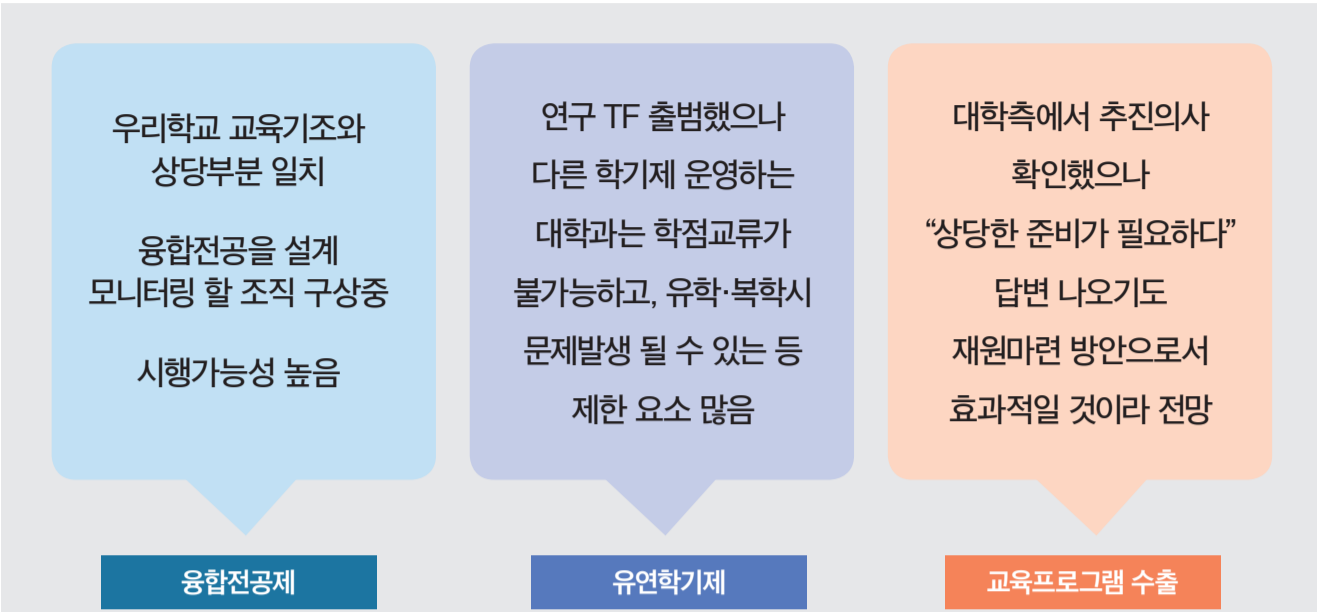 우리학교 교육기조와
상당부분 일치
융합전공을 설계
모니터링 할 조직 구상중
시행가능성 높음
융합전공제
연구 TF 출범했으나
다른 학기제 운영하는
대학과는 학점교류가
불가능하고, 유학·복학시
문제발생 될 수 있는 등
제한 요소 많음
유연학기제
대학측에서 추진의사
확인했으나
“상당한 준비가 필요하다”
답변 나오기도
재원마련 방안으로서
효과적일 것이라 전망
교육프로그램 수출